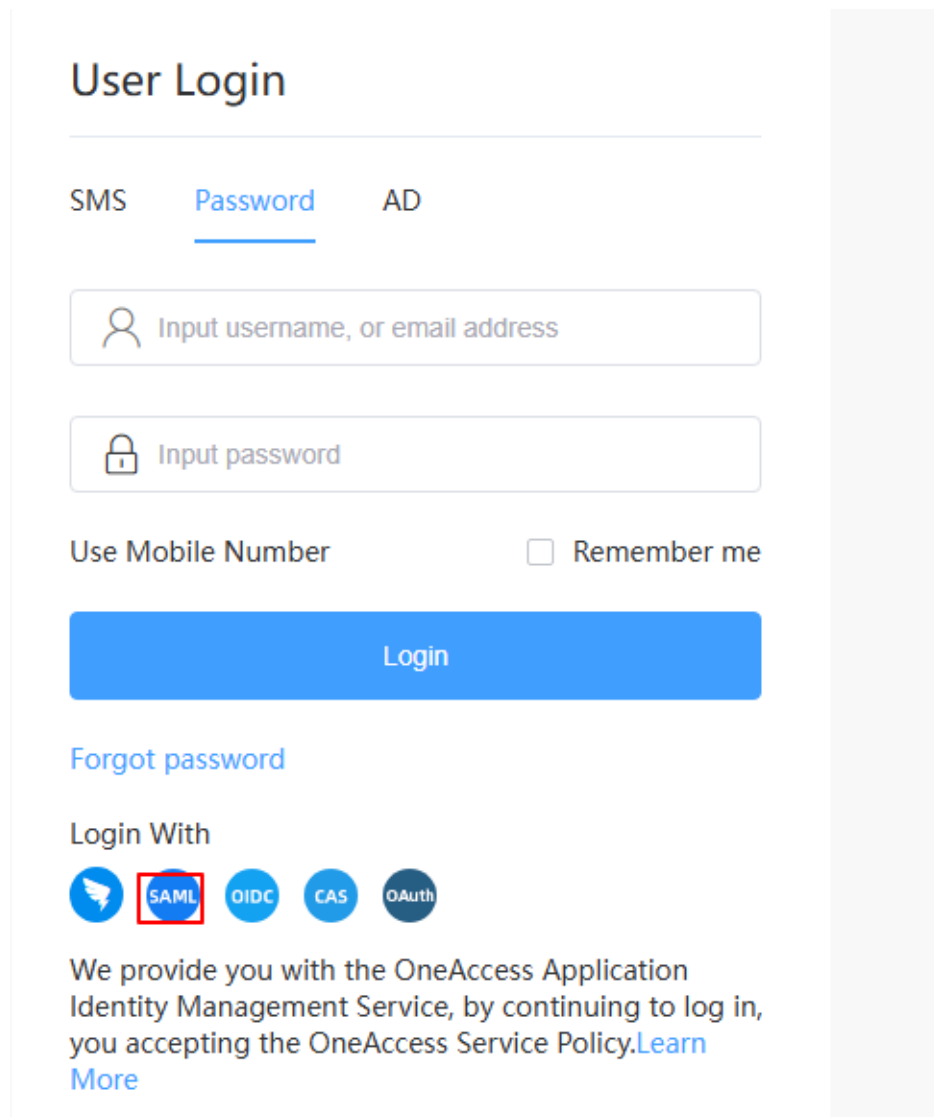 User Login
SMS Password AD
Input username, or email address
Input password
Use Mobile Number Remember me
Login
Forgot password
Login With
SAML OIDC CAS OAuth
We provide you with the OneAccess Application
Identity Management Service, by continuing to log in,
you accepting the OneAccess Service Policy.Learn
More